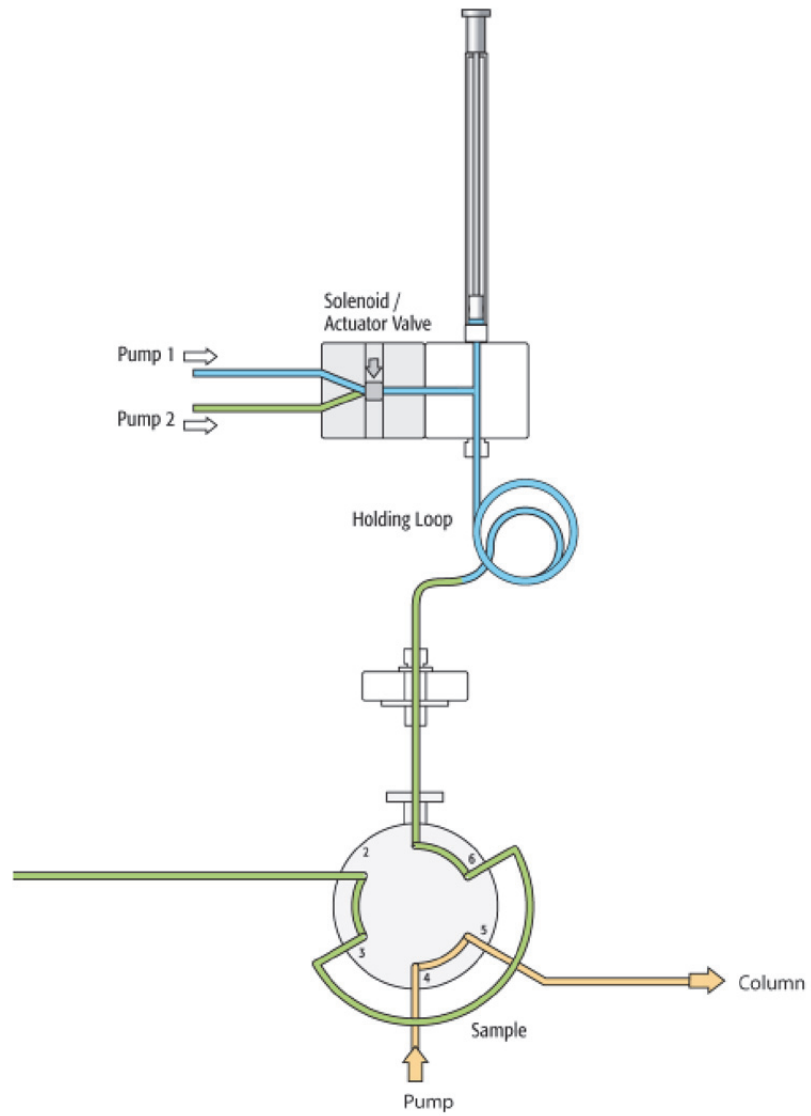 Solenoid /
Actuator Valve
Pump 1
Pump 2
Holding Loop
2
6
5
3
4
Column
Sample
Pump